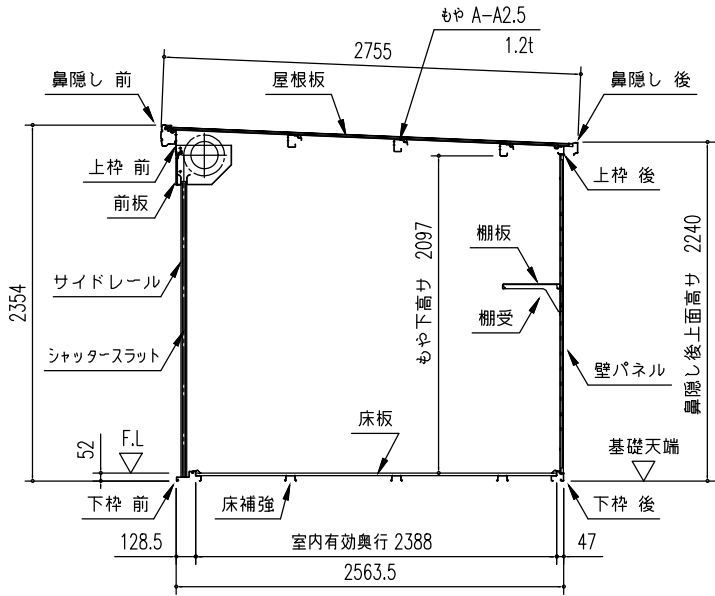 もや A-A2.5
1.2t
2755
鼻隠し 前
屋根板
鼻隠し 後
上枠 前
上枠 後
前板
棚板
サイドレール
もや下高サ 2097
鼻隠し後上面高サ 2240
2354
棚受
シャッタースラット
壁パネル
床板
F.L
基礎天端
52
下枠 前
床補強
下枠 後
128.5
室内有効奥行 2388
47
2563.5